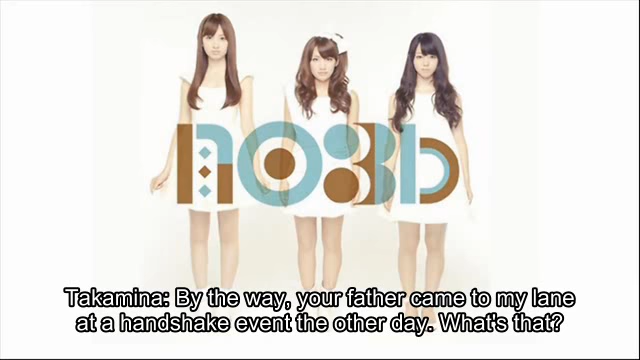 no3b
Takamina: By the way, your father came to my lane
at a handshake event the other day. What's that?